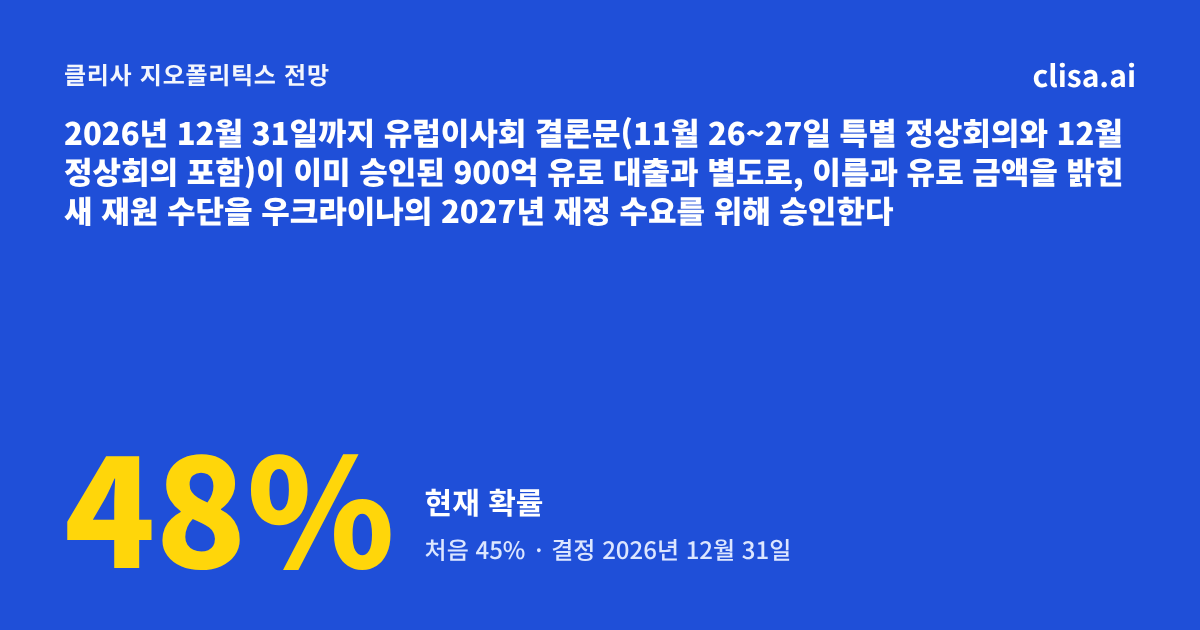 클리사 지오폴리틱스 전망
clisa.ai
2026년 12월 31일까지 유럽이사회 결론문(11월 26~27일 특별 정상회의와 12월
정상회의 포함)이 이미 승인된 900억 유로 대출과 별도로, 이름과 유로 금액을 밝힌
새 재원 수단을 우크라이나의 2027년 재정 수요를 위해 승인한다
48%
현재 확률
처음 45% · 결정 2026년 12월 31일